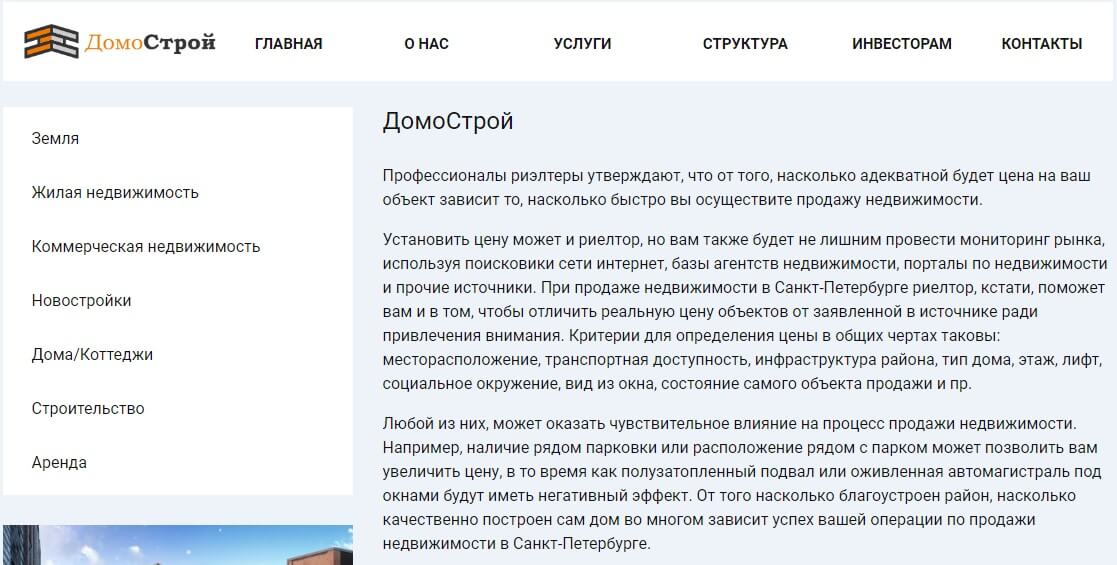 ДомоСтрой
ГЛАВНАЯ
О НАС
УСЛУГИ
СТРУКТУРА
ИНВЕСТОРАМ
КОНТАКТЫ
Земля
Жилая недвижимость
Коммерческая недвижимость
Новостройки
Дома/Коттеджи
Строительство
Аренда
ДомоСтрой
Профессионалы риэлтеры утверждают, что от того, насколько адекватной будет цена на ваш
объект зависит то, насколько быстро вы осуществите продажу недвижимости.
Установить цену может и риелтор, но вам также будет не лишним провести мониторинг рынка,
используя поисковики сети интернет, базы агентств недвижимости, порталы по недвижимости
и прочие источники. При продаже недвижимости в Санкт-Петербурге риелтор, кстати, поможет
вам и в том, чтобы отличить реальную цену объектов от заявленной в источнике ради
привлечения внимания. Критерии для определения цены в общих чертах таковы:
месторасположение, транспортная доступность, инфраструктура района, тип дома, этаж, лифт,
социальное окружение, вид из окна, состояние самого объекта продажи и пр.
Любой из них, может оказать чувствительное влияние на процесс продажи недвижимости.
Например, наличие рядом парковки или расположение рядом с парком может позволить вам
увеличить цену, в то время как полузатопленный подвал или оживленная автомагистраль под
окнами будут иметь негативный эффект. От того насколько благоустроен район, насколько
качественно построен сам дом во многом зависит успех вашей операции по продажи
недвижимости в Санкт-Петербурге.